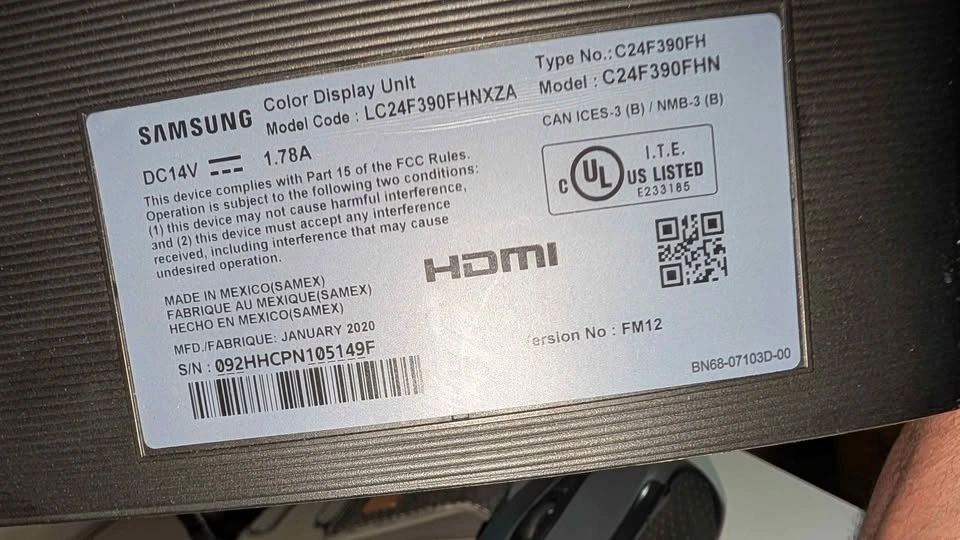 SAMSUNG
Color Display Unit
Model Code : LC24F390FHNXZA
Type No.:C24F390FH
Model : C24F390FHN
CAN ICES-3 (B) / NMB-3 (B)
DC14V 1.78A
This device complies with Part 15 of the FCC Rules.
Operation is subject to the following two conditions:
(1) this device may not cause harmful interference,
and (2) this device must accept any interference
received, including interference that may cause
undesired operation.
C UL US LISTED
I.T.E.
E233185
HDMI
MADE IN MEXICO(SAMEX)
FABRIQUE AU MEXIQUE(SAMEX)
HECHO EN MEXICO(SAMEX)
MFD./FABRIQUE: JANUARY 2020
S/N : 092HHCPN105149F
ersion No : FM12
BN68-07103D-00